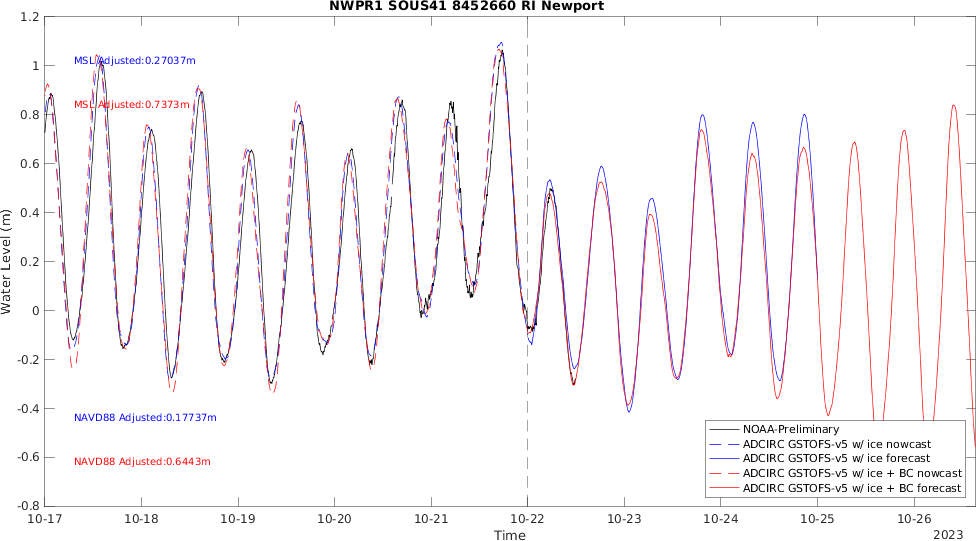 NWPR1 SOUS41 8452660 RI Newport
1.2
1
0.8
0.6
0.4
0.2
0
-0.2
-0.4
-0.6
-0.8
Water Level (m)
MSL Adjusted:0.27037m
MSL Adjusted:0.7373m
NAVD88 Adjusted:0.17737m
NAVD88 Adjusted:0.6443m
NOAA-Preliminary
ADCIRC GSTOFS-v5 w/ ice nowcast
ADCIRC GSTOFS-v5 w/ ice forecast
ADCIRC GSTOFS-v5 w/ ice + BC nowcast
ADCIRC GSTOFS-v5 w/ ice + BC forecast
10-17 10-18 10-19 10-20 10-21 10-22 10-23 10-24 10-25 10-26
Time
2023